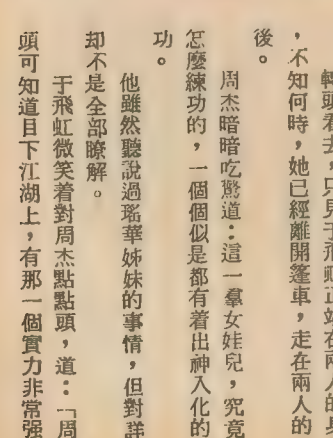 轉頭看去，只見于飛虹正站在兩人的身
，不知何時，她已經離開篷車，走在兩人的
後。
周杰暗暗吃驚道：這一羣女娃兒，究竟
怎麼練功的，一個個似是都有着出神入化的
功。
他雖然聽說過瑤華姊妹的事情，但對詳
却不是全部瞭解。
于飛虹微笑着對周杰點點頭，道：「周
頭可知道目下江湖上，有那一個實力非常强